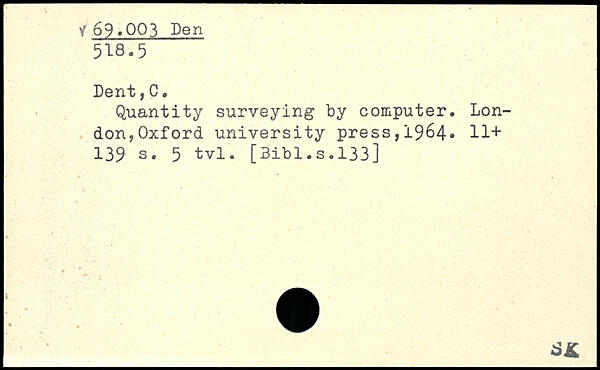 √ 69.003 Den
518.5
Dent,C.
Quantity surveying by computer. Lon-
don,Oxford university press,1964. 11+
139 s. 5 tvl. [Bibl.s.133]
SK